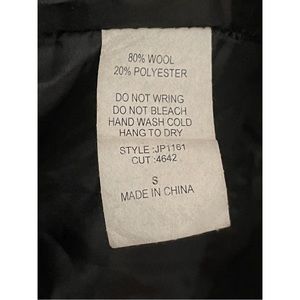 80% WOOL
20% POLYESTER
DO NOT WRING
DO NOT BLEACH
HAND WASH COLD
HANG TO DRY
STYLE :JP1161
CUT :4642
S
MADE IN CHINA